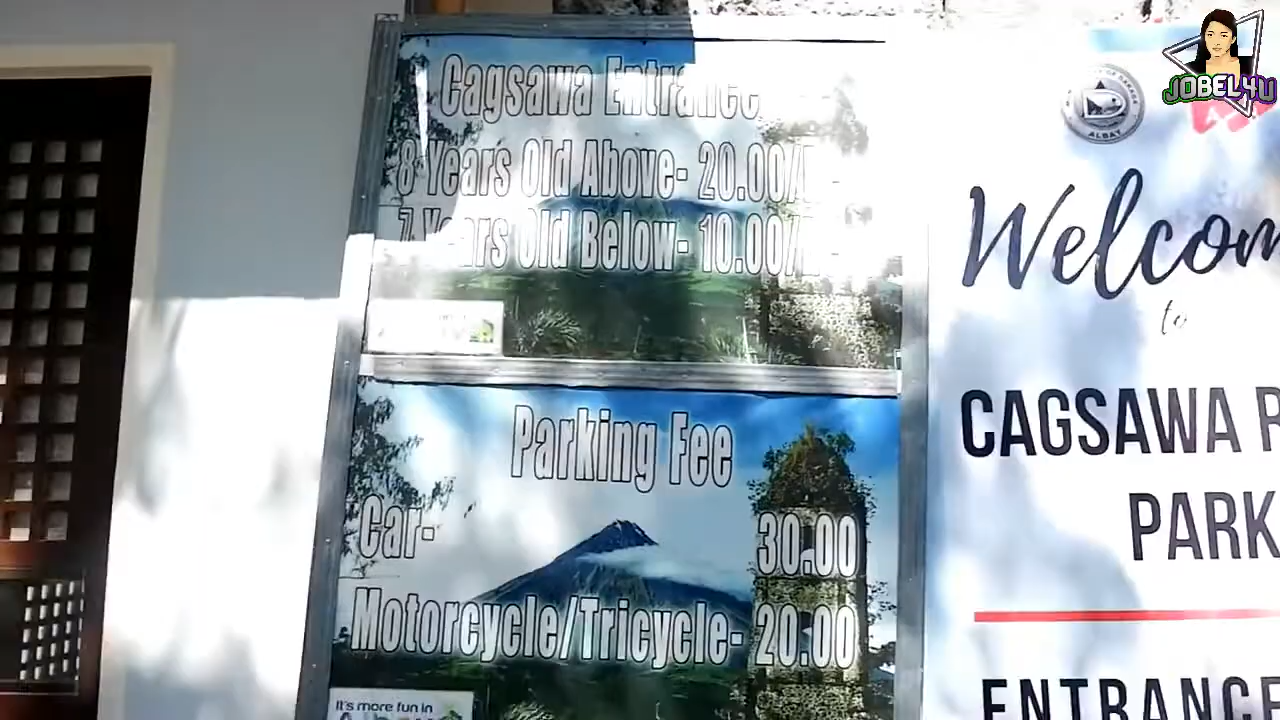 Cagsawa Entrance
8 Years Old Above- 20.00/
7 Years Old Below- 10.00/
Parking Fee
Car- 30.00
Motorcycle/Tricycle- 20.00
It's more fun in
JOBEL4U
ALBAY
Welcom
to
CAGSAWA R
PARK
ENTRANCE